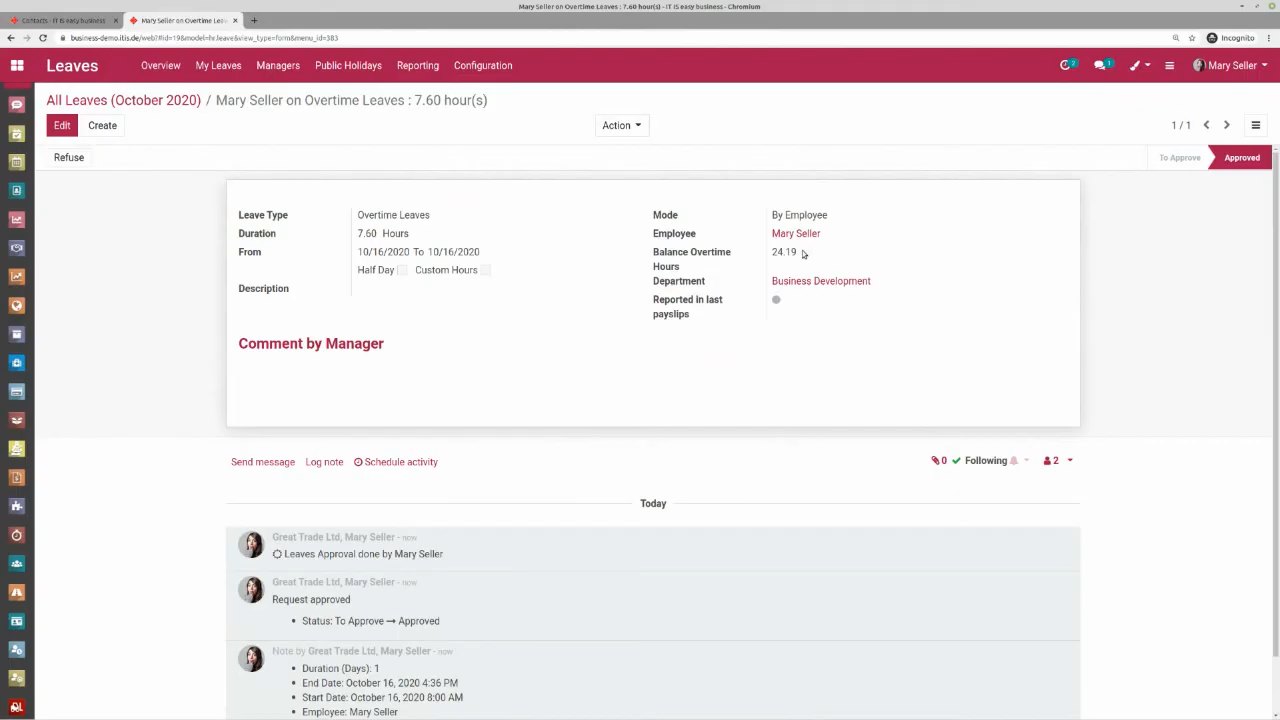 Mary Seller on Overtime Leaves : 7.60 hour(s) - IT IS easy business - Chromium
Contacts - IT IS easy business
Mary Seller on Overtime Leav
business-demo.itis.de/web?#id=19&model=hr.leave&view_type=form&menu_id=383
Incognito
Leaves
Overview
My Leaves
Managers
Public Holidays
Reporting
Configuration
2
1
Mary Seller
All Leaves (October 2020) / Mary Seller on Overtime Leaves : 7.60 hour(s)
Edit
Create
Action
1 / 1
Refuse
To Approve
Approved
Leave Type
Overtime Leaves
Duration
7.60 Hours
From
10/16/2020 To 10/16/2020
Half Day
Custom Hours
Description
Mode
By Employee
Employee
Mary Seller
Balance Overtime
Hours
24.19
Department
Business Development
Reported in last
payslips
Comment by Manager
Send message
Log note
Schedule activity
0
Following
2
Today
Great Trade Ltd, Mary Seller - now
Leaves Approval done by Mary Seller
Great Trade Ltd, Mary Seller - now
Request approved
• Status: To Approve → Approved
Note by Great Trade Ltd, Mary Seller - now
• Duration (Days): 1
• End Date: October 16, 2020 4:36 PM
• Start Date: October 16, 2020 8:00 AM
• Employee: Mary Seller